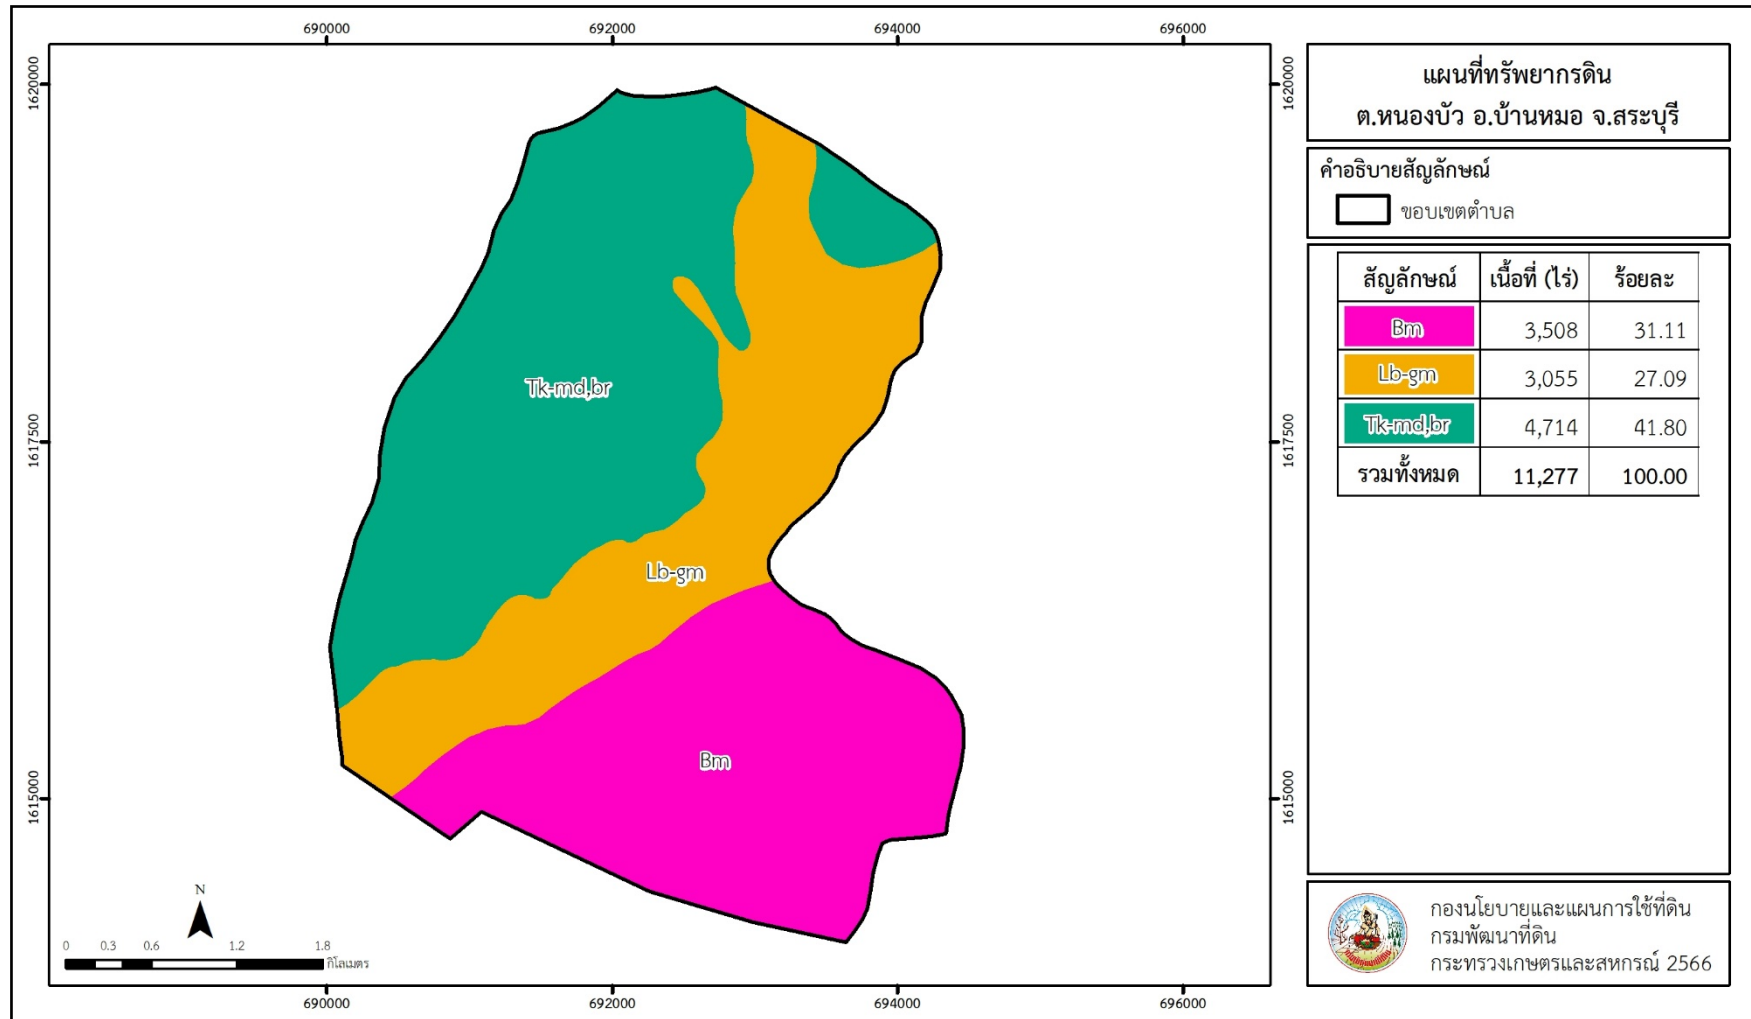 690000
692000
694000
696000
1620000
1620000
1617500
1617500
1615000
1615000
Tk-md,br
Lb-gm
Bm
N
0 0.3 0.6 1.2 1.8
กิโลเมตร
690000
692000
694000
696000
แผนที่ทรัพยากรดิน
ต.หนองบัว อ.บ้านหมอ จ.สระบุรี
คำอธิบายสัญลักษณ์
ขอบเขตตำบล
สัญลักษณ์ เนื้อที่ (ไร่) ร้อยละ
Bm 3,508 31.11
Lb-gm 3,055 27.09
Tk-md,br 4,714 41.80
รวมทั้งหมด 11,277 100.00
กองนโยบายและแผนการใช้ที่ดิน
กรมพัฒนาที่ดิน
กระทรวงเกษตรและสหกรณ์ 2566